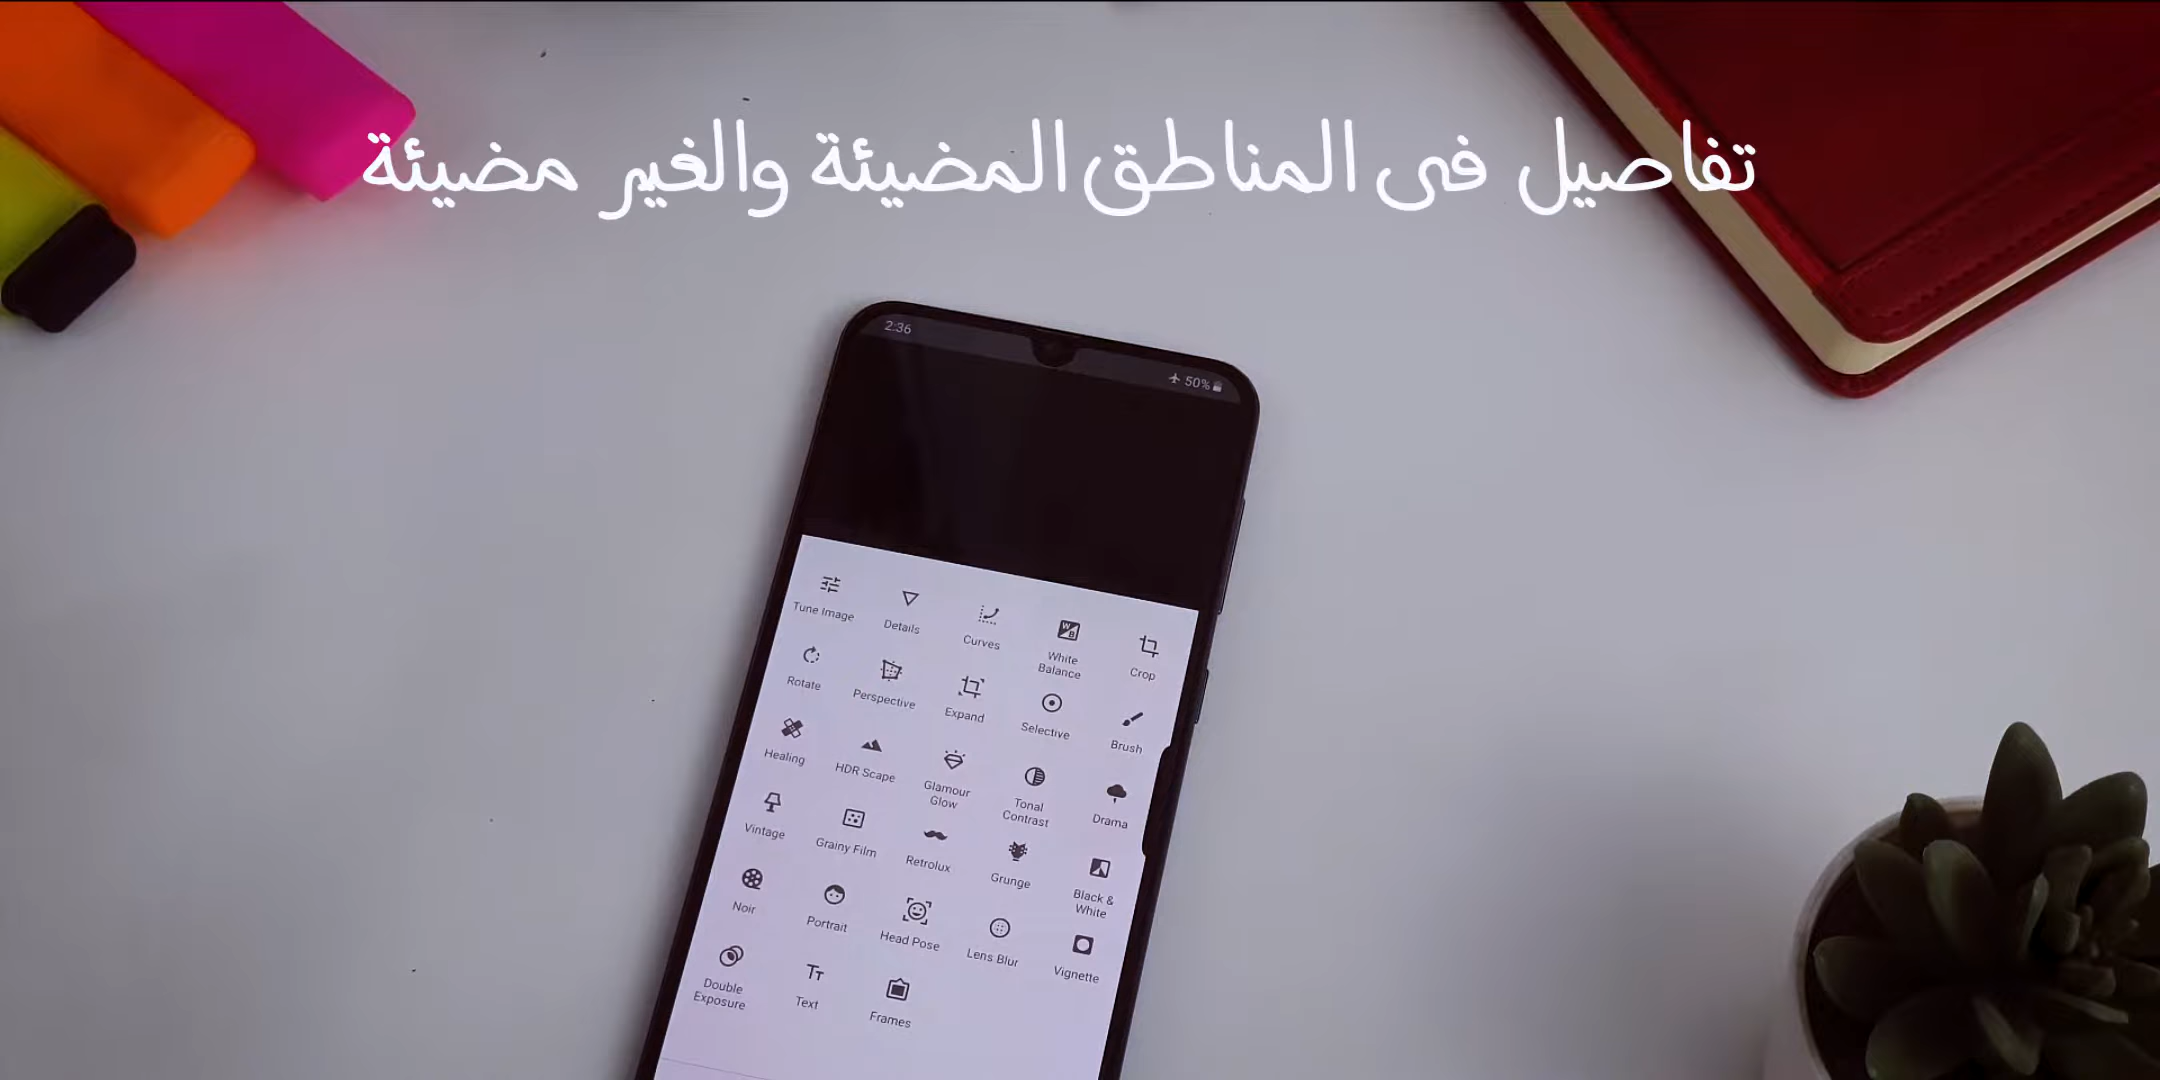 تفاصيل فى المناطق المضيئة والغير مضيئة
2:36
50%
Tune Image
Details
Curves
White
Balance
Crop
Rotate
Perspective
Expand
Selective
Brush
Healing
HDR Scape
Glamour
Glow
Tonal
Contrast
Drama
Vintage
Grainy Film
Retrolux
Grunge
Black &
White
Noir
Portrait
Head Pose
Lens Blur
Vignette
Double
Exposure
Text
Frames